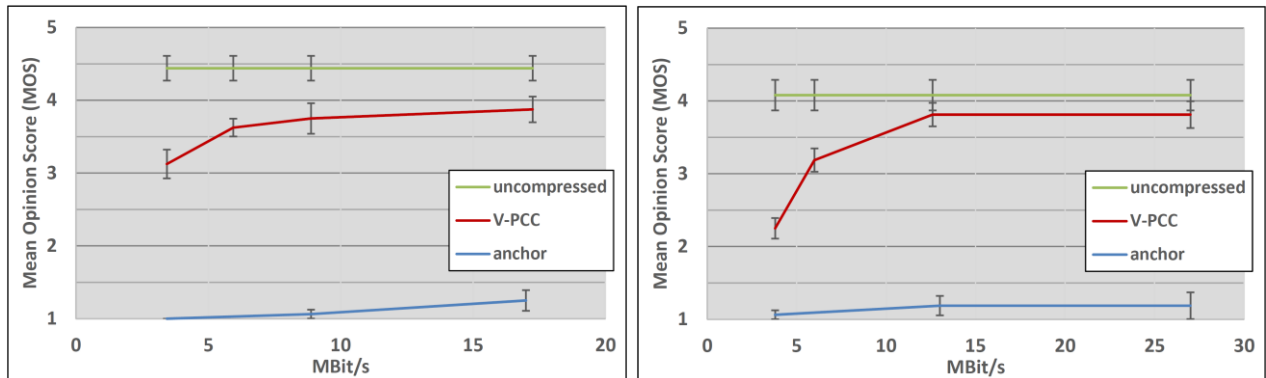 5
4
3
2
1
Mean Opinion Score (MOS)
uncompressed
V-PCC
anchor
0 5 10 15 20
MBit/s
5
4
3
2
1
Mean Opinion Score (MOS)
uncompressed
V-PCC
anchor
0 5 10 15 20 25 30
MBit/s